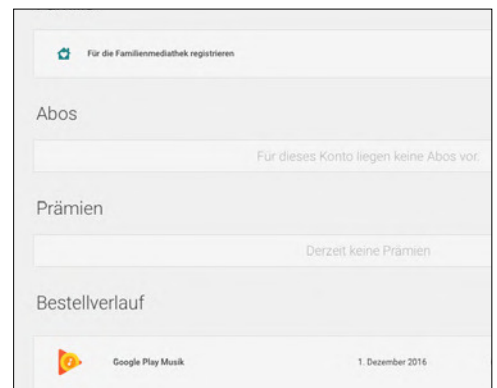 Für die Familienmediathek registrieren
Abos
Für dieses Konto liegen keine Abos vor.
Prämien
Derzeit keine Prämien
Bestellverlauf
Google Play Musik 1. Dezember 2016